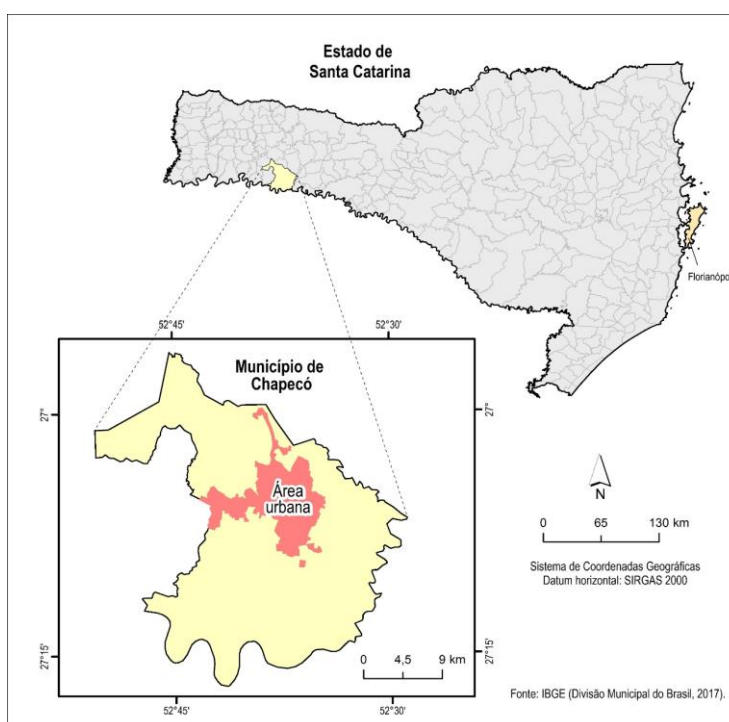 Estado de
Santa Catarina
Florianópo
52°45'
52°30'
Município de
Chapecó
27°
27°
Área
urbana
N
0 65 130 km
Sistema de Coordenadas Geográficas
Datum horizontal: SIRGAS 2000
27°15'
27°15'
0 4,5 9 km
52°45'
52°30'
Fonte: IBGE (Divisão Municipal do Brasil, 2017).